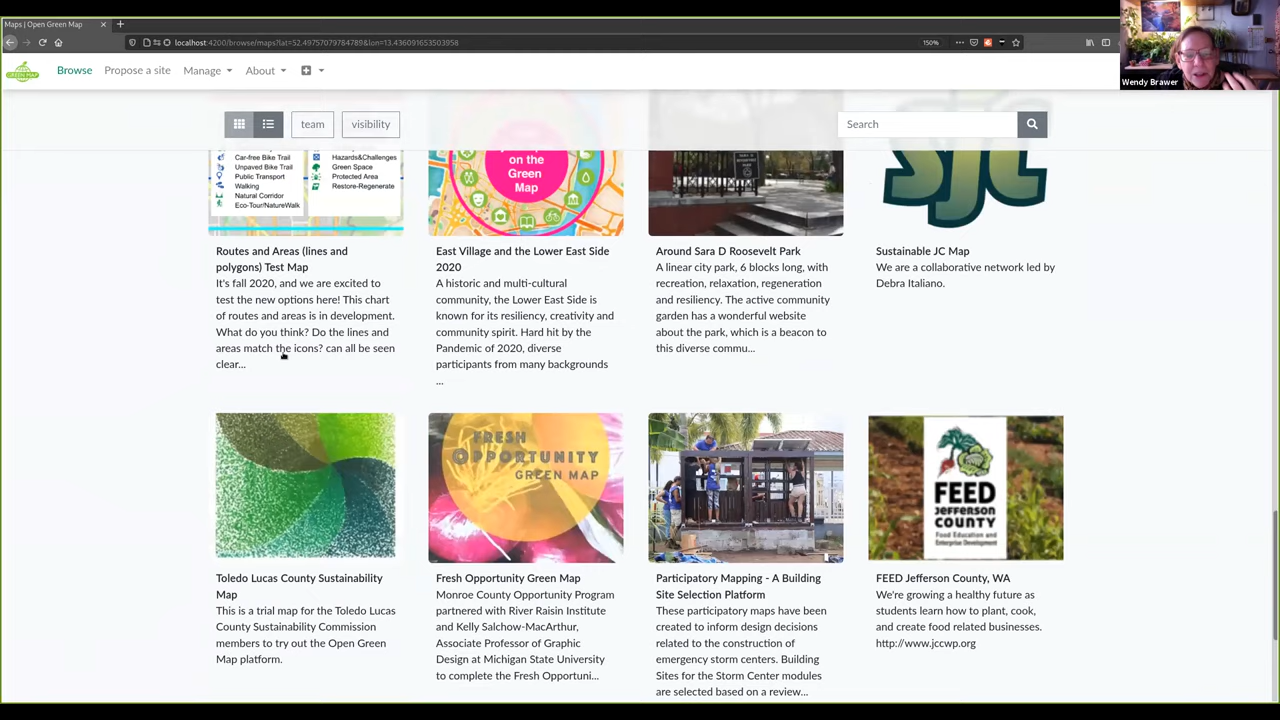 Maps | Open Green Map
localhost:4200/browse/maps?lat=52.49757079784789&lon=13.436091653503958
150%
Wendy Brawer
GREEN MAP
Browse
Propose a site
Manage
About
team
visibility
Search
Car-free Bike Trail
Unpaved Bike Trail
Public Transport
Walking
Natural Corridor
Eco-Tour/NatureWalk
Hazards&Challenges
Green Space
Protected Area
Restore-Regenerate
on the
Green
Map
SJC
Routes and Areas (lines and
polygons) Test Map
It's fall 2020, and we are excited to
test the new options here! This chart
of routes and areas is in development.
What do you think? Do the lines and
areas match the icons? can all be seen
clear...
East Village and the Lower East Side
2020
A historic and multi-cultural
community, the Lower East Side is
known for its resiliency, creativity and
community spirit. Hard hit by the
Pandemic of 2020, diverse
participants from many backgrounds
...
Around Sara D Roosevelt Park
A linear city park, 6 blocks long, with
recreation, relaxation, regeneration
and resiliency. The active community
garden has a wonderful website
about the park, which is a beacon to
this diverse commu...
Sustainable JC Map
We are a collaborative network led by
Debra Italiano.
FRESH
OPPORTUNITY
GREEN MAP
FEED
JEFFERSON
COUNTY
Food Education and
Enterprise Development
Toledo Lucas County Sustainability
Map
This is a trial map for the Toledo Lucas
County Sustainability Commission
members to try out the Open Green
Map platform.
Fresh Opportunity Green Map
Monroe County Opportunity Program
partnered with River Raisin Institute
and Kelly Salchow-MacArthur,
Associate Professor of Graphic
Design at Michigan State University
to complete the Fresh Opportuni...
Participatory Mapping - A Building
Site Selection Platform
These participatory maps have been
created to inform design decisions
related to the construction of
emergency storm centers. Building
Sites for the Storm Center modules
are selected based on a review...
FEED Jefferson County, WA
We're growing a healthy future as
students learn how to plant, cook,
and create food related businesses.
http://www.jccwp.org